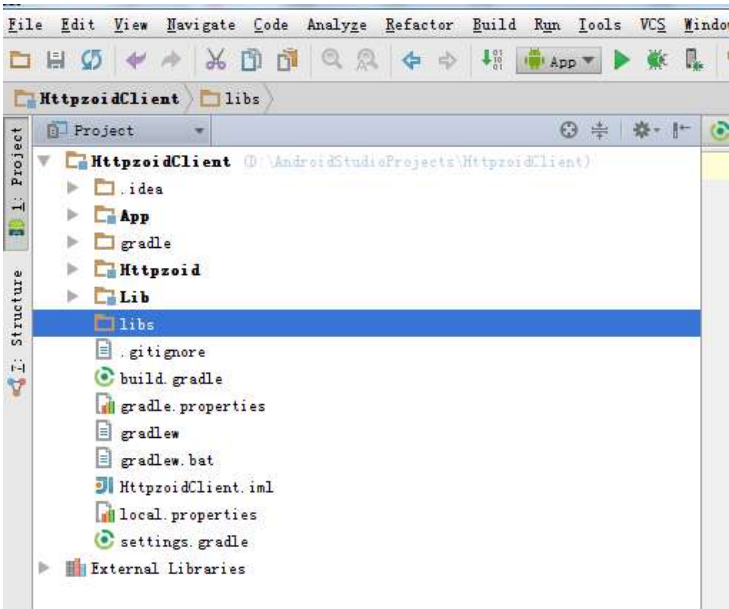 File Edit View Navigate Code Analyze Refactor Build Run Tools VCS Window
App
HttpzoidClient libs
Project
1: Project
HttpzoidClient (D:\AndroidStudioProjects\HttpzoidClient)
.idea
App
gradle
Httpzoid
Lib
7: Structure
libs
.gitignore
build.gradle
gradle.properties
gradlew
gradlew.bat
HttpzoidClient.iml
local.properties
settings.gradle
External Libraries